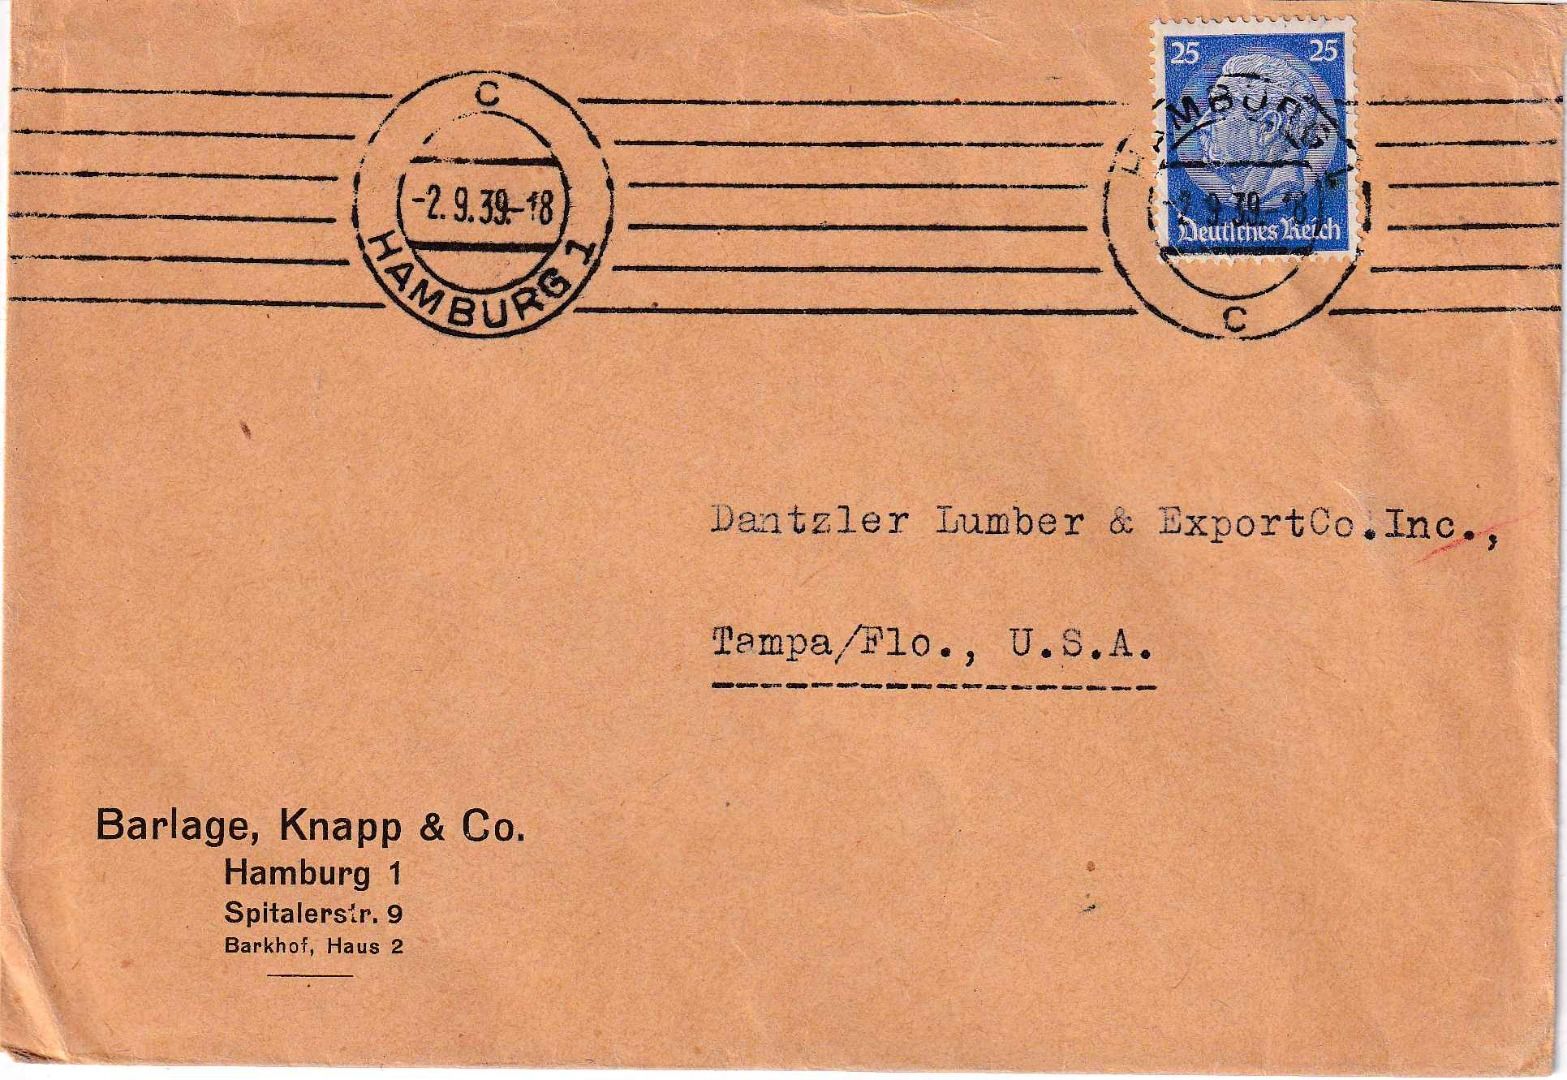 C
-2.9.39.-18
HAMBURG 1
25 25
HAMBURG 1
-2.9.39.-18
Deutsches Reich
C
Dantzler Lumber & ExportCo.Inc.,
Tampa/Flo., U.S.A.
Barlage, Knapp & Co.
Hamburg 1
Spitalerstr. 9
Barkhof, Haus 2